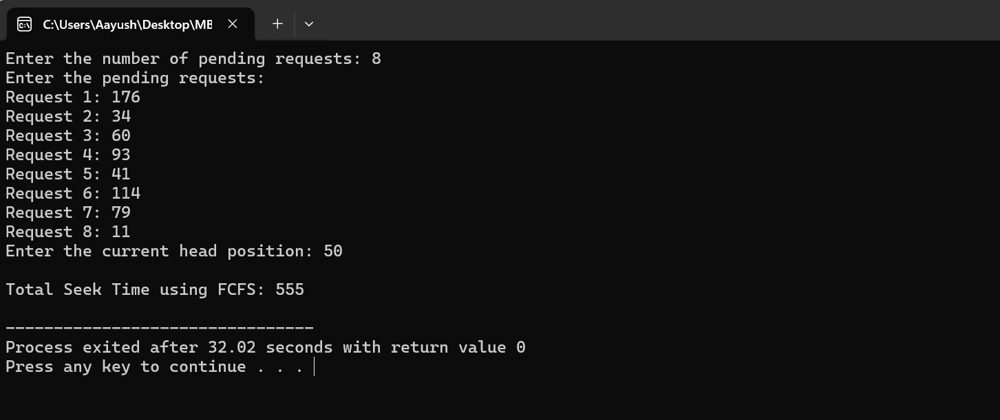 C:\Users\Aayush\Desktop\ME
Enter the number of pending requests: 8
Enter the pending requests:
Request 1: 176
Request 2: 34
Request 3: 60
Request 4: 93
Request 5: 41
Request 6: 114
Request 7: 79
Request 8: 11
Enter the current head position: 50
Total Seek Time using FCFS: 555
--------------------------------
Process exited after 32.02 seconds with return value 0
Press any key to continue . . .